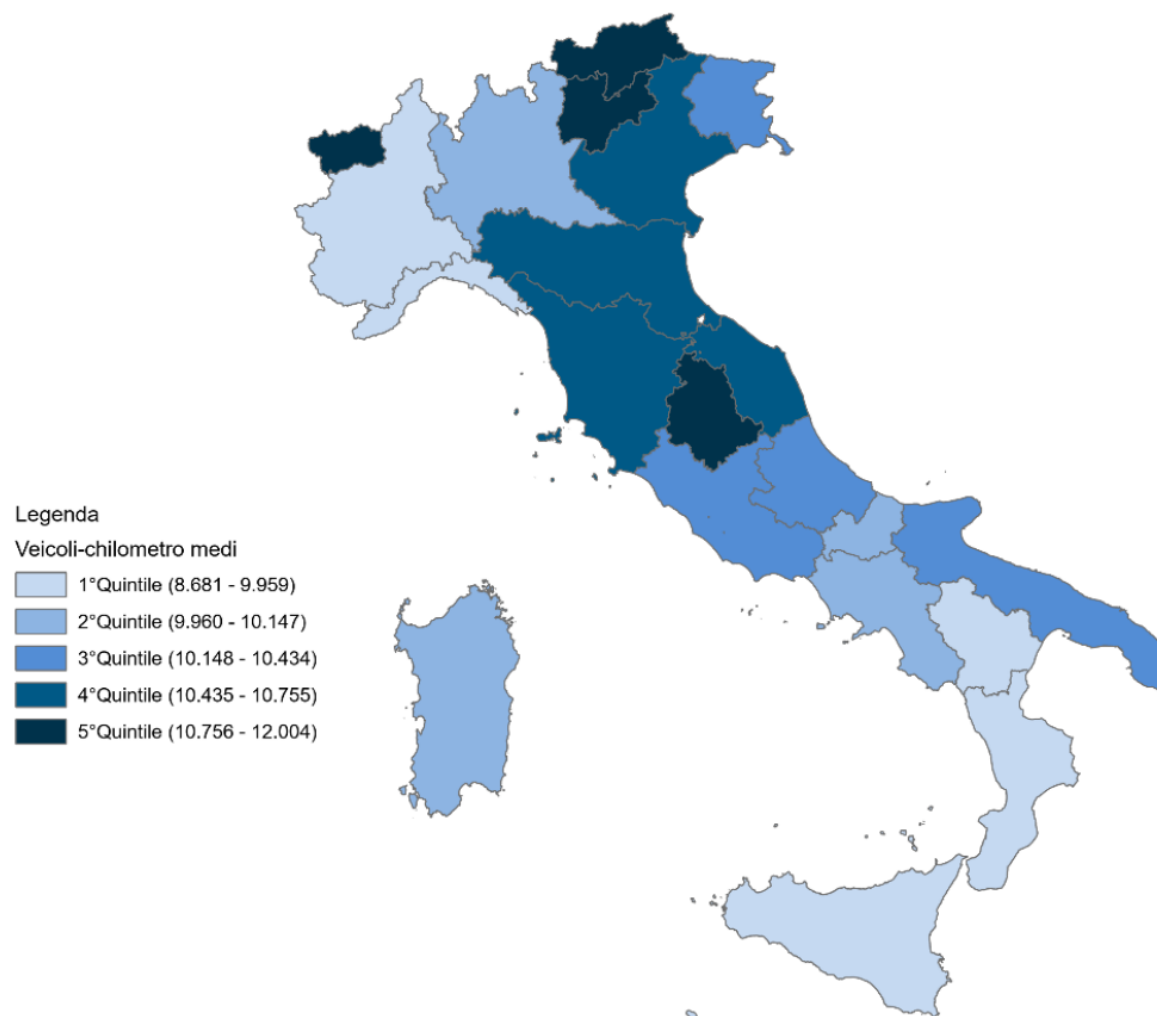 Legenda
Veicoli-chilometro medi
1°Quintile (8.681 - 9.959)
2°Quintile (9.960 - 10.147)
3°Quintile (10.148 - 10.434)
4°Quintile (10.435 - 10.755)
5°Quintile (10.756 - 12.004)